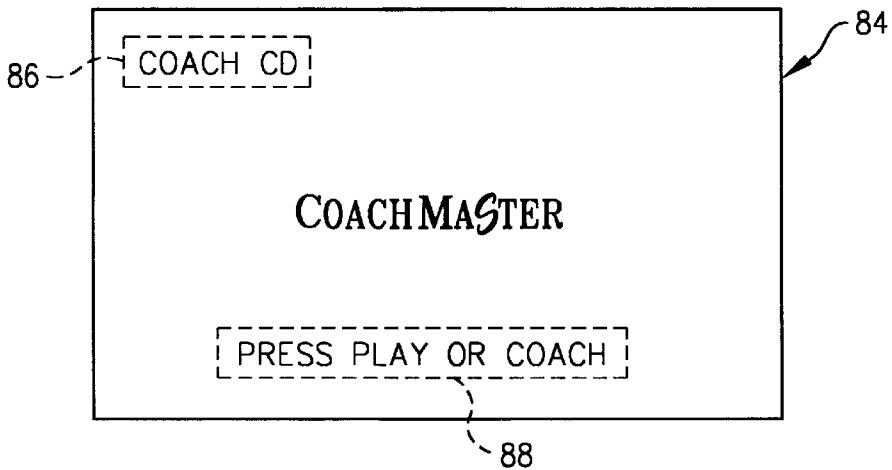 84
86
COACH CD
COACHMASTER
PRESS PLAY OR COACH
88